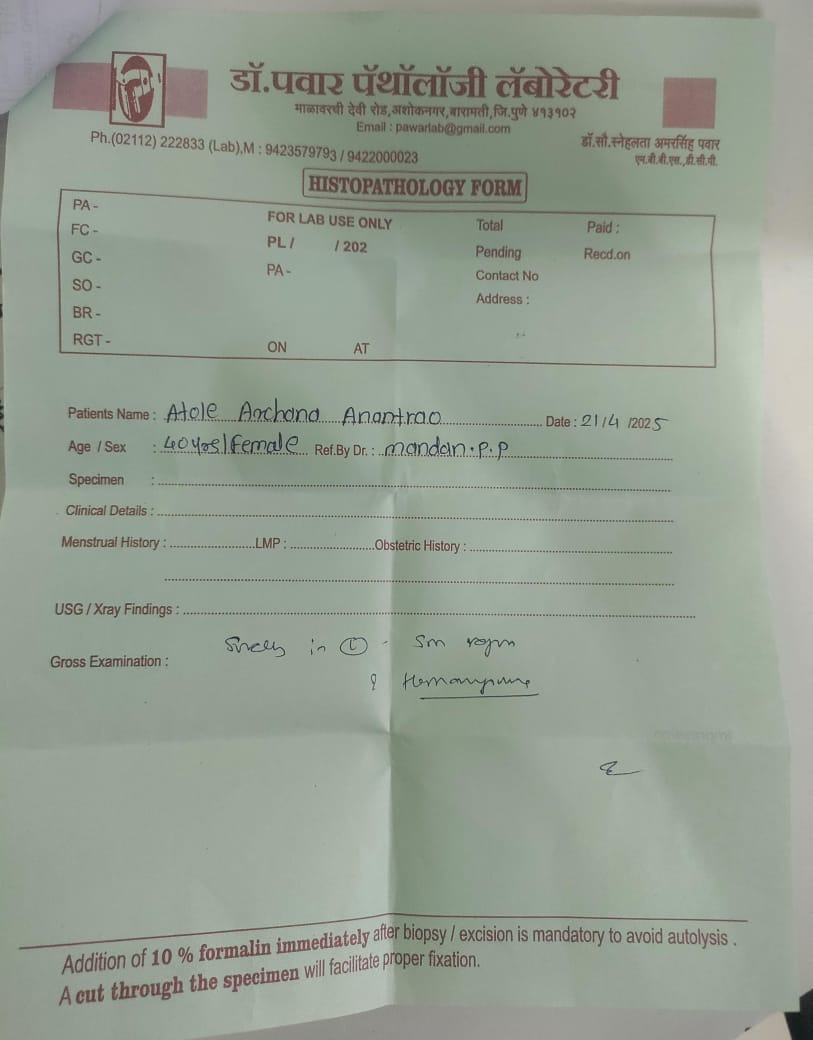 डॉ.पवार पॅथॉलॉजी लॅबोरेटरी
माळावरची देवी रोड,अशोकनगर,बारामती,जि.पुणे ४१३१०२
Email : pawarlab@gmail.com
Ph.(02112) 222833 (Lab),M : 9423579793 / 9422000023
डॉ.सौ.स्नेहलता अमरसिंह पवार
एम.बी.बी.एस.,डी.सी.पी.
HISTOPATHOLOGY FORM
PA -
FC -
GC -
SO -
BR -
RGT -
FOR LAB USE ONLY
PL / / 202
PA -
ON AT
Total Paid :
Pending Recd.on
Contact No
Address :
Patients Name : Atole Archana Anantrao Date : 21/4 /2025
Age / Sex : 40 yrs/Female Ref.By Dr. : mandan.P.P
Specimen :
Clinical Details :
Menstrual History : LMP : Obstetric History :
USG / Xray Findings :
in L -
Gross Examination :
?
Addition of 10 % formalin immediately after biopsy / excision is mandatory to avoid autolysis .
A cut through the specimen will facilitate proper fixation.